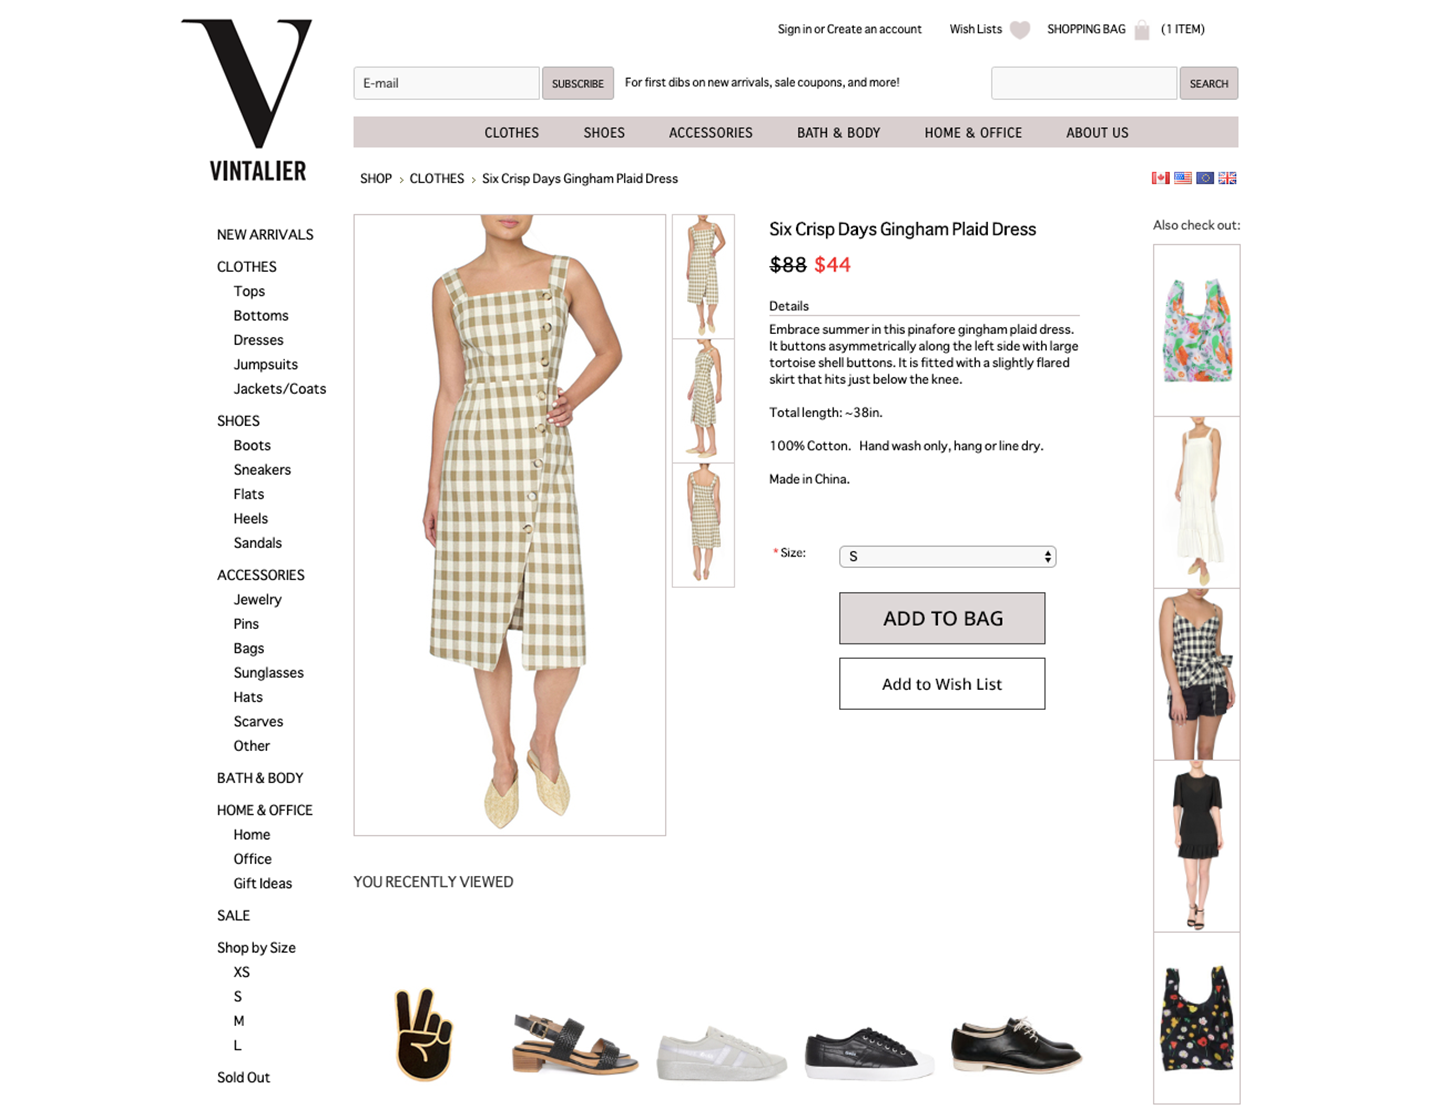 Sign in or Create an account
Wish Lists
SHOPPING BAG
(1 ITEM)
V
VINTALIER
E-mail
SUBSCRIBE
For first dibs on new arrivals, sale coupons, and more!
SEARCH
CLOTHES
SHOES
ACCESSORIES
BATH & BODY
HOME & OFFICE
ABOUT US
SHOP > CLOTHES > Six Crisp Days Gingham Plaid Dress
NEW ARRIVALS
CLOTHES
Tops
Bottoms
Dresses
Jumpsuits
Jackets/Coats
SHOES
Boots
Sneakers
Flats
Heels
Sandals
ACCESSORIES
Jewelry
Pins
Bags
Sunglasses
Hats
Scarves
Other
BATH & BODY
HOME & OFFICE
Home
Office
Gift Ideas
SALE
Shop by Size
XS
S
M
L
Sold Out
Six Crisp Days Gingham Plaid Dress
$88 $44
Details
Embrace summer in this pinafore gingham plaid dress.
It buttons asymmetrically along the left side with large
tortoise shell buttons. It is fitted with a slightly flared
skirt that hits just below the knee.
Total length: ~38in.
100% Cotton. Hand wash only, hang or line dry.
Made in China.
* Size:
S
ADD TO BAG
Add to Wish List
Also check out:
YOU RECENTLY VIEWED